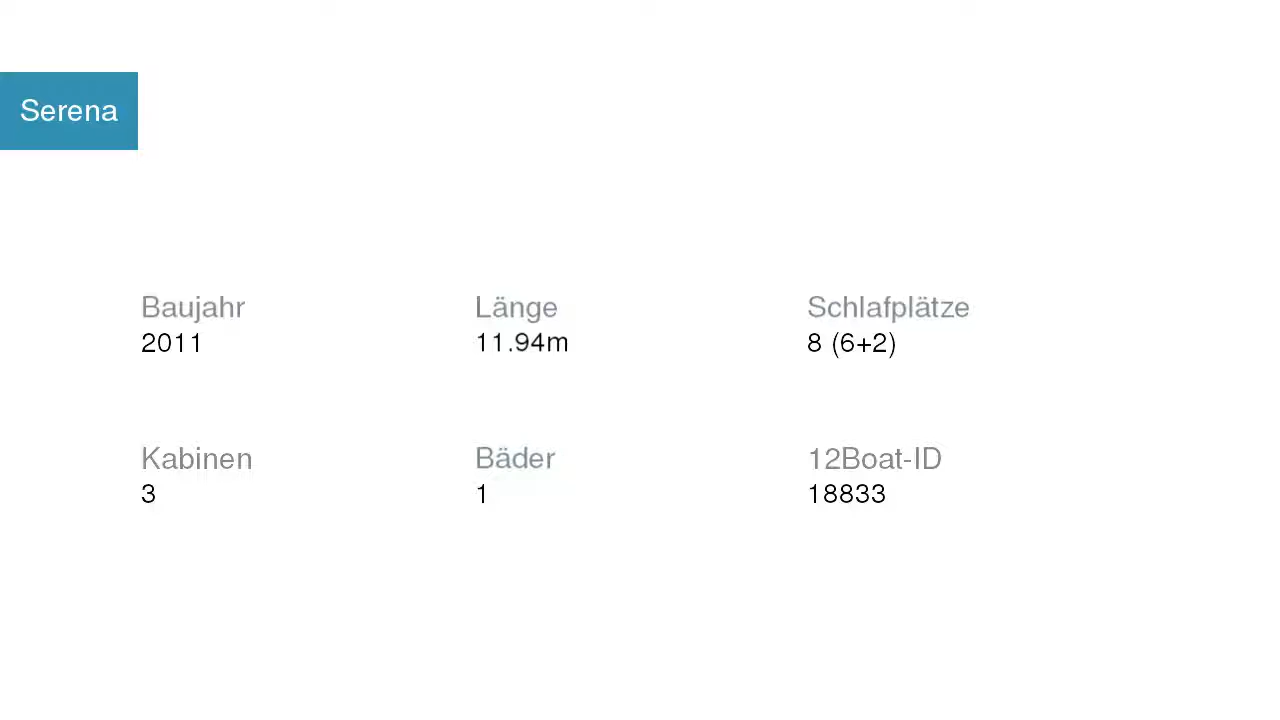 Serena
Baujahr
2011
Länge
11.94m
Schlafplätze
8 (6+2)
Kabinen
3
Bäder
1
12Boat-ID
18833